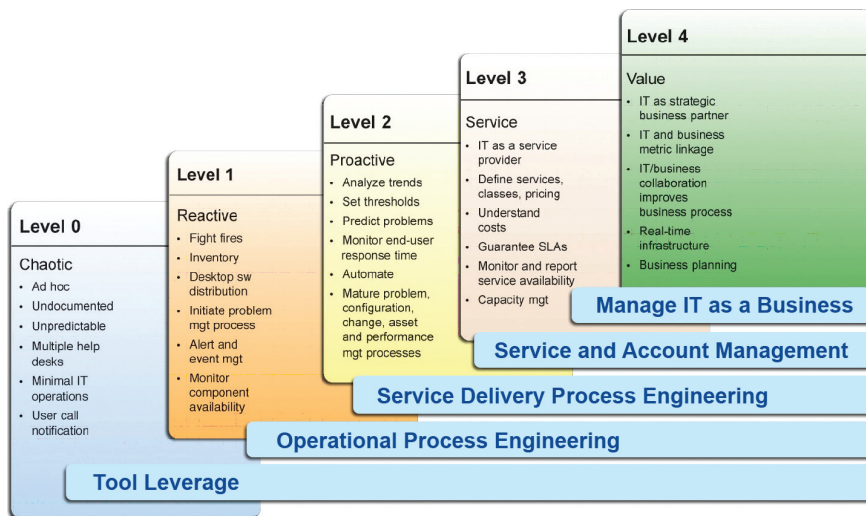 Level 0
Chaotic
• Ad hoc
• Undocumented
• Unpredictable
• Multiple help
desks
• Minimal IT
operations
• User call
notification
Level 1
Reactive
• Fight fires
• Inventory
• Desktop sw
distribution
• Initiate problem
mgt process
• Alert and
event mgt
• Monitor
component
availability
Level 2
Proactive
• Analyze trends
• Set thresholds
• Predict problems
• Monitor end-user
response time
• Automate
• Mature problem,
configuration,
change, asset
and performance
mgt processes
Level 3
Service
• IT as a service
provider
• Define services,
classes, pricing
• Understand
costs
• Guarantee SLAs
• Monitor and report
service availability
• Capacity mgt
Level 4
Value
• IT as strategic
business partner
• IT and business
metric linkage
• IT/business
collaboration
improves
business process
• Real-time
infrastructure
• Business planning
Manage IT as a Business
Service and Account Management
Service Delivery Process Engineering
Operational Process Engineering
Tool Leverage